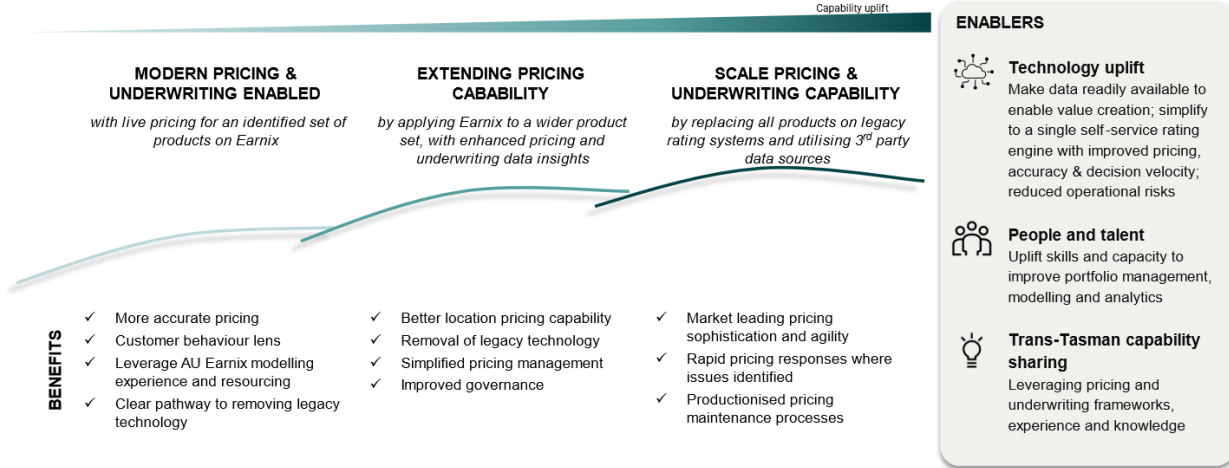 Capability uplift
MODERN PRICING &
UNDERWRITING ENABLED
with live pricing for an identified set of
products on Earnix
EXTENDING PRICING
CABABILITY
by applying Earnix to a wider product
set, with enhanced pricing and
underwriting data insights
SCALE PRICING &
UNDERWRITING CAPABILITY
by replacing all products on legacy
rating systems and utilising 3rd party
data sources
BENEFITS
✓ More accurate pricing
✓ Customer behaviour lens
✓ Leverage AU Earnix modelling
experience and resourcing
✓ Clear pathway to removing legacy
technology
✓ Better location pricing capability
✓ Removal of legacy technology
✓ Simplified pricing management
✓ Improved governance
✓ Market leading pricing
sophistication and agility
✓ Rapid pricing responses where
issues identified
✓ Productionised pricing
maintenance processes
ENABLERS
Technology uplift
Make data readily available to
enable value creation; simplify
to a single self-service rating
engine with improved pricing,
accuracy & decision velocity;
reduced operational risks
People and talent
Uplift skills and capacity to
improve portfolio management,
modelling and analytics
Trans-Tasman capability
sharing
Leveraging pricing and
underwriting frameworks,
experience and knowledge